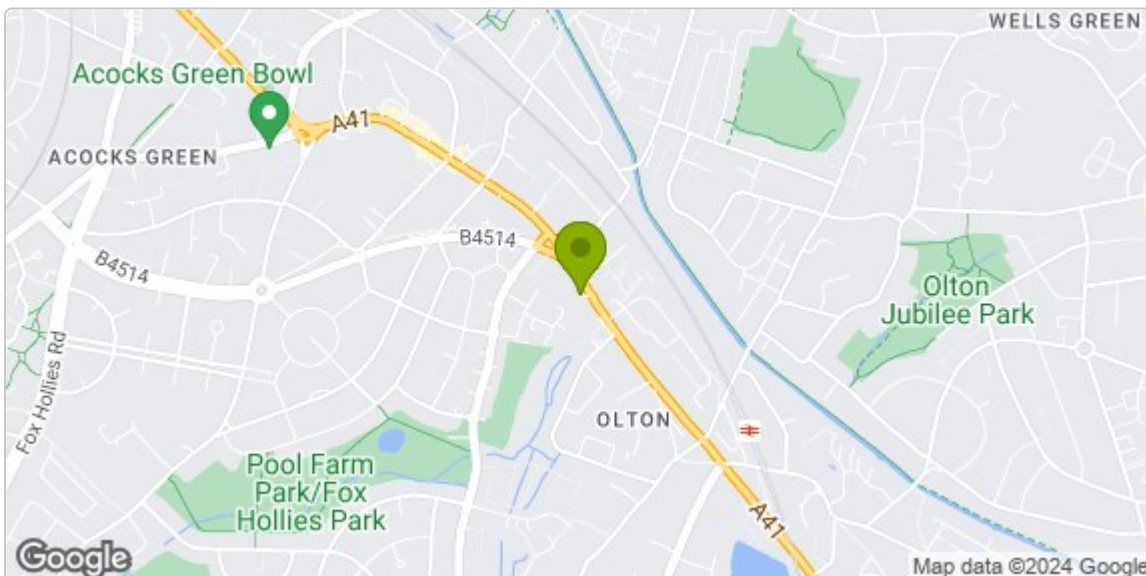 WELLS GREEN
Acocks Green Bowl
A41
ACOCKS GREEN
B4514
B4514
Olton
Jubilee Park
Fox Hollies Rd
OLTON
Pool Farm
Park/Fox
Hollies Park
A41
Google
Map data ©2024 Google